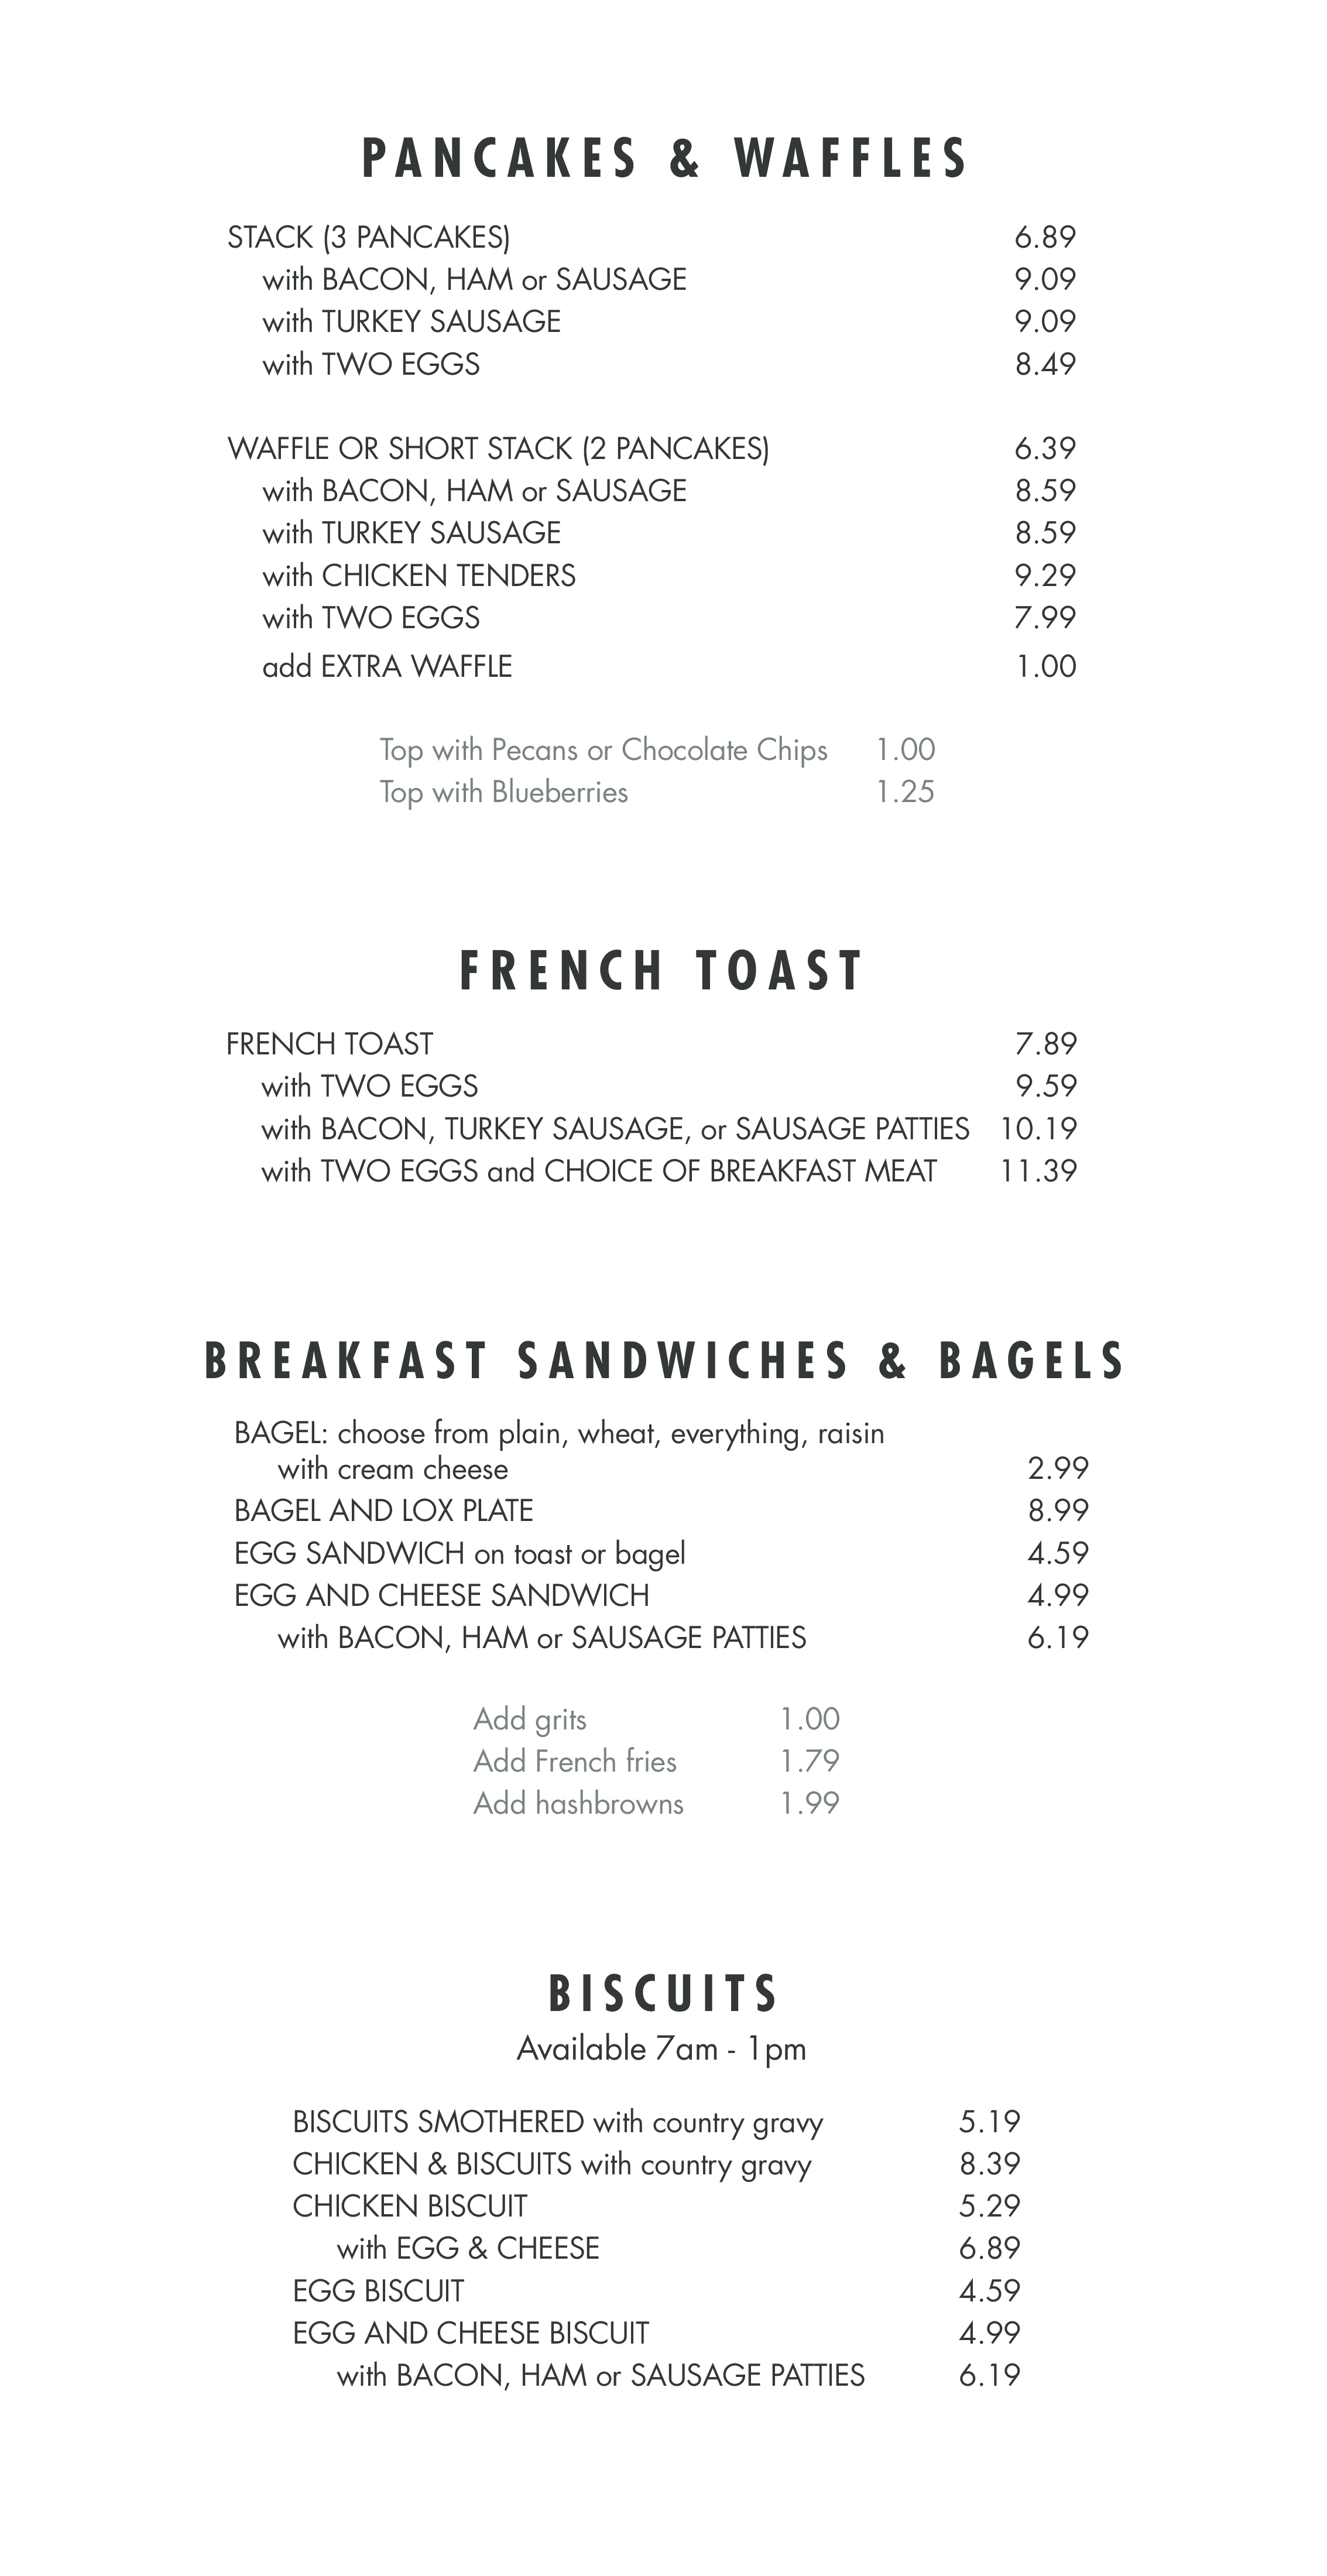 PANCAKES & WAFFLES
STACK (3 PANCAKES) 6.89
with BACON, HAM or SAUSAGE 9.09
with TURKEY SAUSAGE 9.09
with TWO EGGS 8.49
WAFFLE OR SHORT STACK (2 PANCAKES) 6.39
with BACON, HAM or SAUSAGE 8.59
with TURKEY SAUSAGE 8.59
with CHICKEN TENDERS 9.29
with TWO EGGS 7.99
add EXTRA WAFFLE 1.00
Top with Pecans or Chocolate Chips 1.00
Top with Blueberries 1.25
FRENCH TOAST
FRENCH TOAST 7.89
with TWO EGGS 9.59
with BACON, TURKEY SAUSAGE, or SAUSAGE PATTIES 10.19
with TWO EGGS and CHOICE OF BREAKFAST MEAT 11.39
BREAKFAST SANDWICHES & BAGELS
BAGEL: choose from plain, wheat, everything, raisin
with cream cheese 2.99
BAGEL AND LOX PLATE 8.99
EGG SANDWICH on toast or bagel 4.59
EGG AND CHEESE SANDWICH 4.99
with BACON, HAM or SAUSAGE PATTIES 6.19
Add grits 1.00
Add French fries 1.79
Add hashbrowns 1.99
BISCUITS
Available 7am - 1pm
BISCUITS SMOTHERED with country gravy 5.19
CHICKEN & BISCUITS with country gravy 8.39
CHICKEN BISCUIT 5.29
with EGG & CHEESE 6.89
EGG BISCUIT 4.59
EGG AND CHEESE BISCUIT 4.99
with BACON, HAM or SAUSAGE PATTIES 6.19